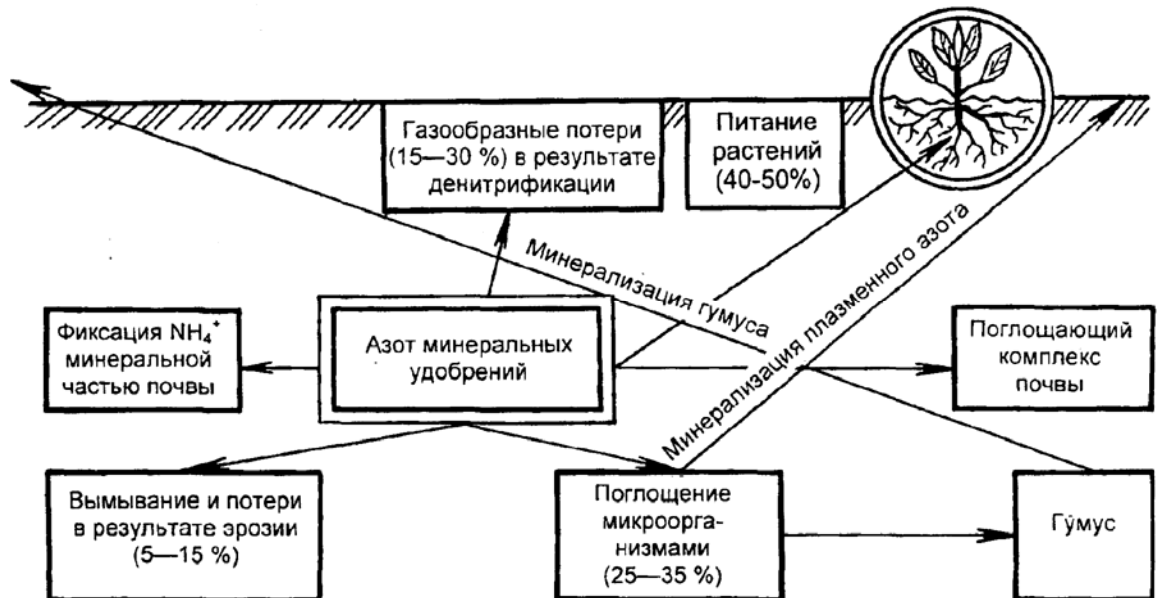 Газообразные потери
(15—30 %) в результате
денитрификации
Питание
растений
(40-50%)
Минерализация гумуса
Минерализация плазменного азота
Фиксация NH₄⁺
минеральной
частью почвы
Азот минеральных
удобрений
Поглощающий
комплекс
почвы
Вымывание и потери
в результате эрозии
(5—15 %)
Поглощение
микроорга-
низмами
(25—35 %)
Гумус